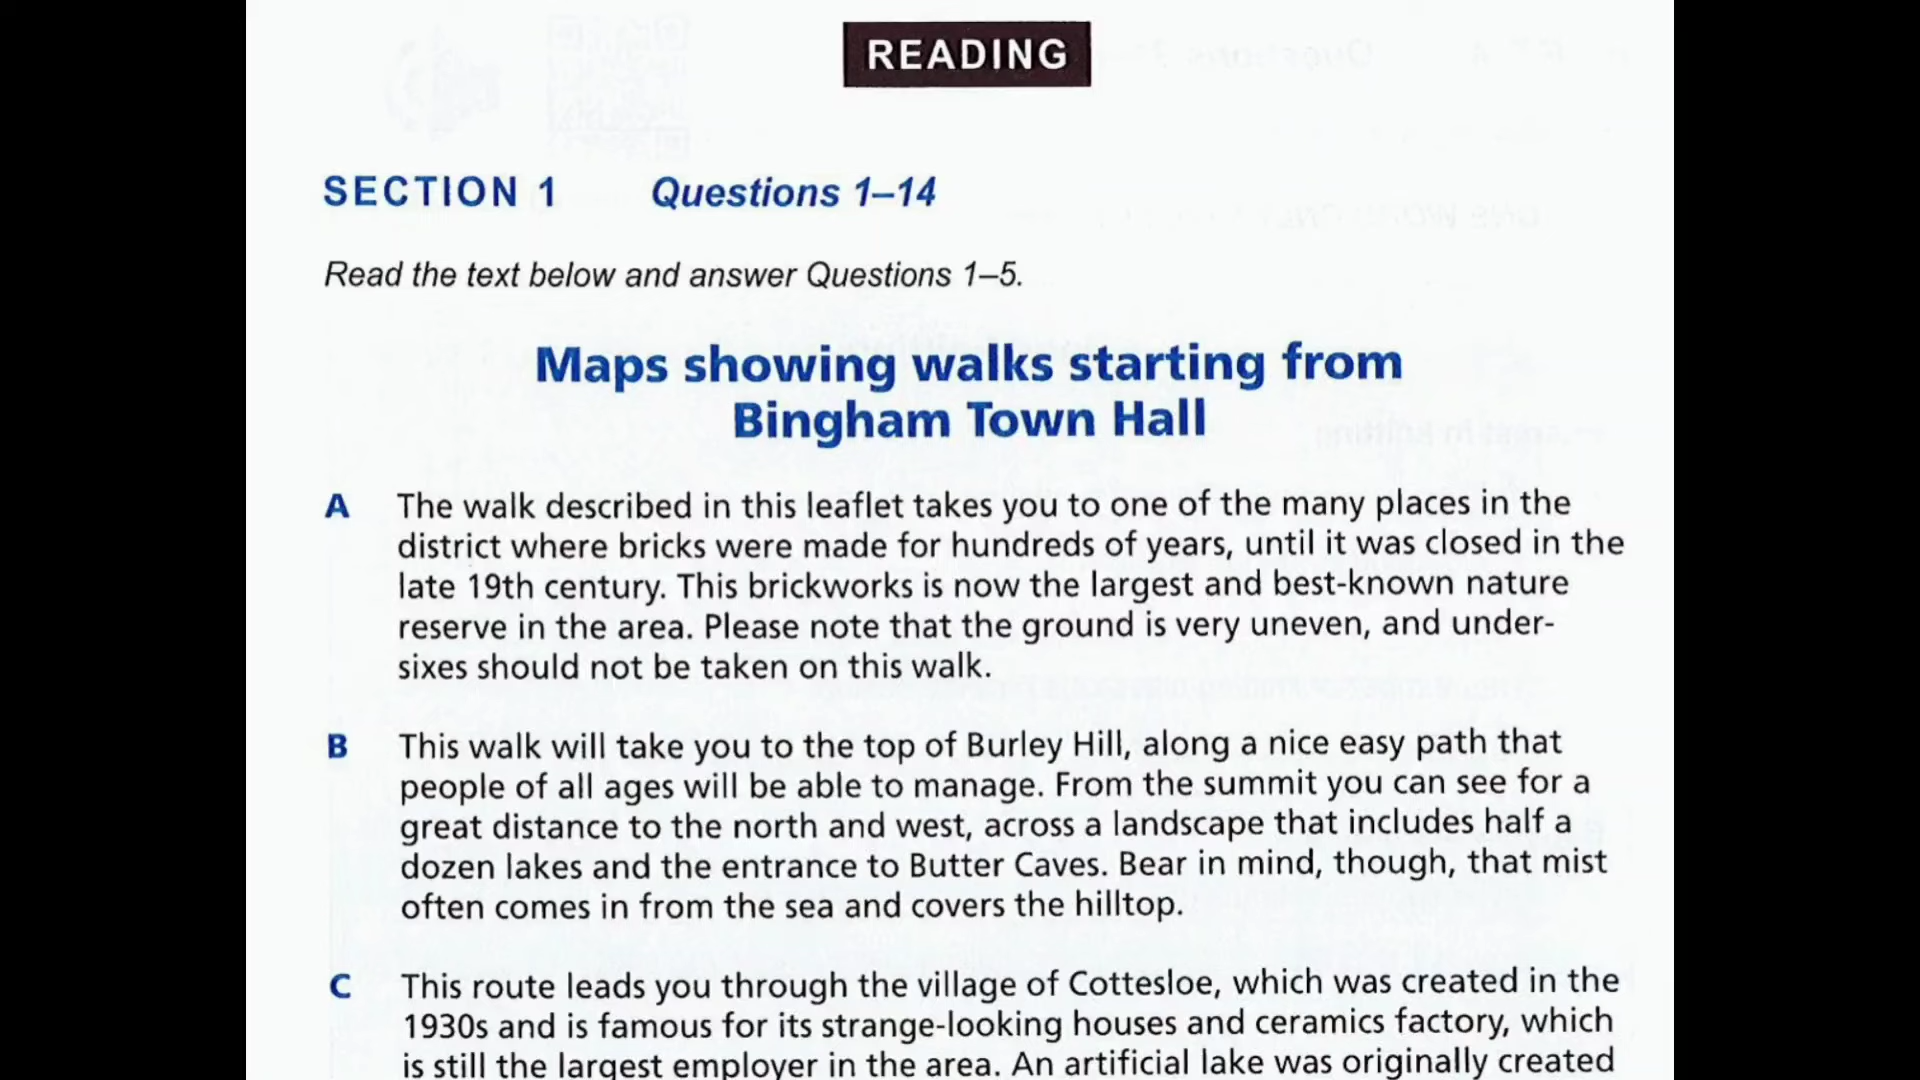 READING
SECTION 1 Questions 1–14
Read the text below and answer Questions 1–5.
Maps showing walks starting from
Bingham Town Hall
A The walk described in this leaflet takes you to one of the many places in the
district where bricks were made for hundreds of years, until it was closed in the
late 19th century. This brickworks is now the largest and best-known nature
reserve in the area. Please note that the ground is very uneven, and under-
sixes should not be taken on this walk.
B This walk will take you to the top of Burley Hill, along a nice easy path that
people of all ages will be able to manage. From the summit you can see for a
great distance to the north and west, across a landscape that includes half a
dozen lakes and the entrance to Butter Caves. Bear in mind, though, that mist
often comes in from the sea and covers the hilltop.
C This route leads you through the village of Cottesloe, which was created in the
1930s and is famous for its strange-looking houses and ceramics factory, which
is still the largest employer in the area. An artificial lake was originally created